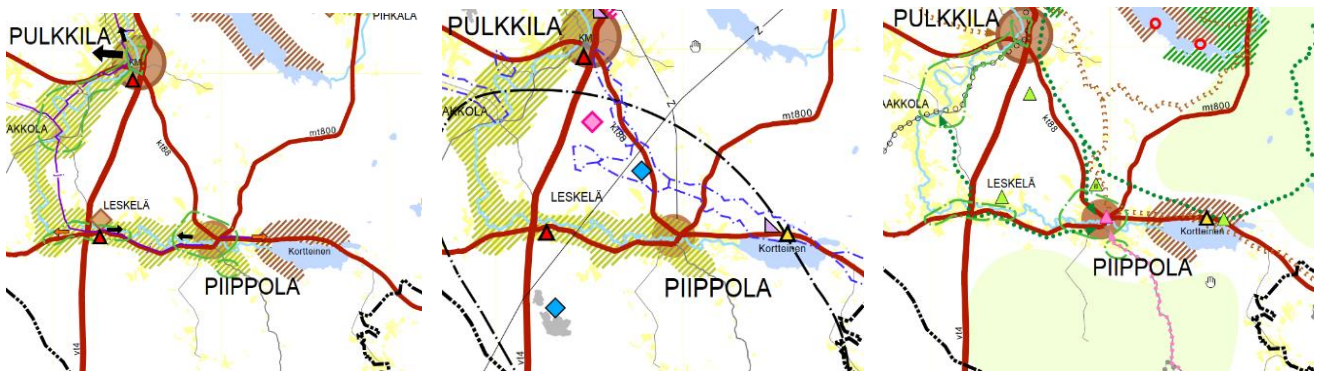 PIHKALA
PULKKILA
KM
AKKOLA
kt88
mt800
LESKELÄ
Kortteinen
PIIPPOLA
vt4
PULKKILA
KM
Z
Z
AKKOLA
kt88
mt800
Z
LESKELÄ
Kortteinen
PIIPPOLA
vt4
PULKKILA
AAKKOLA
kt88
mt800
LESKELÄ
Kortteinen
PIIPPOLA
vt4